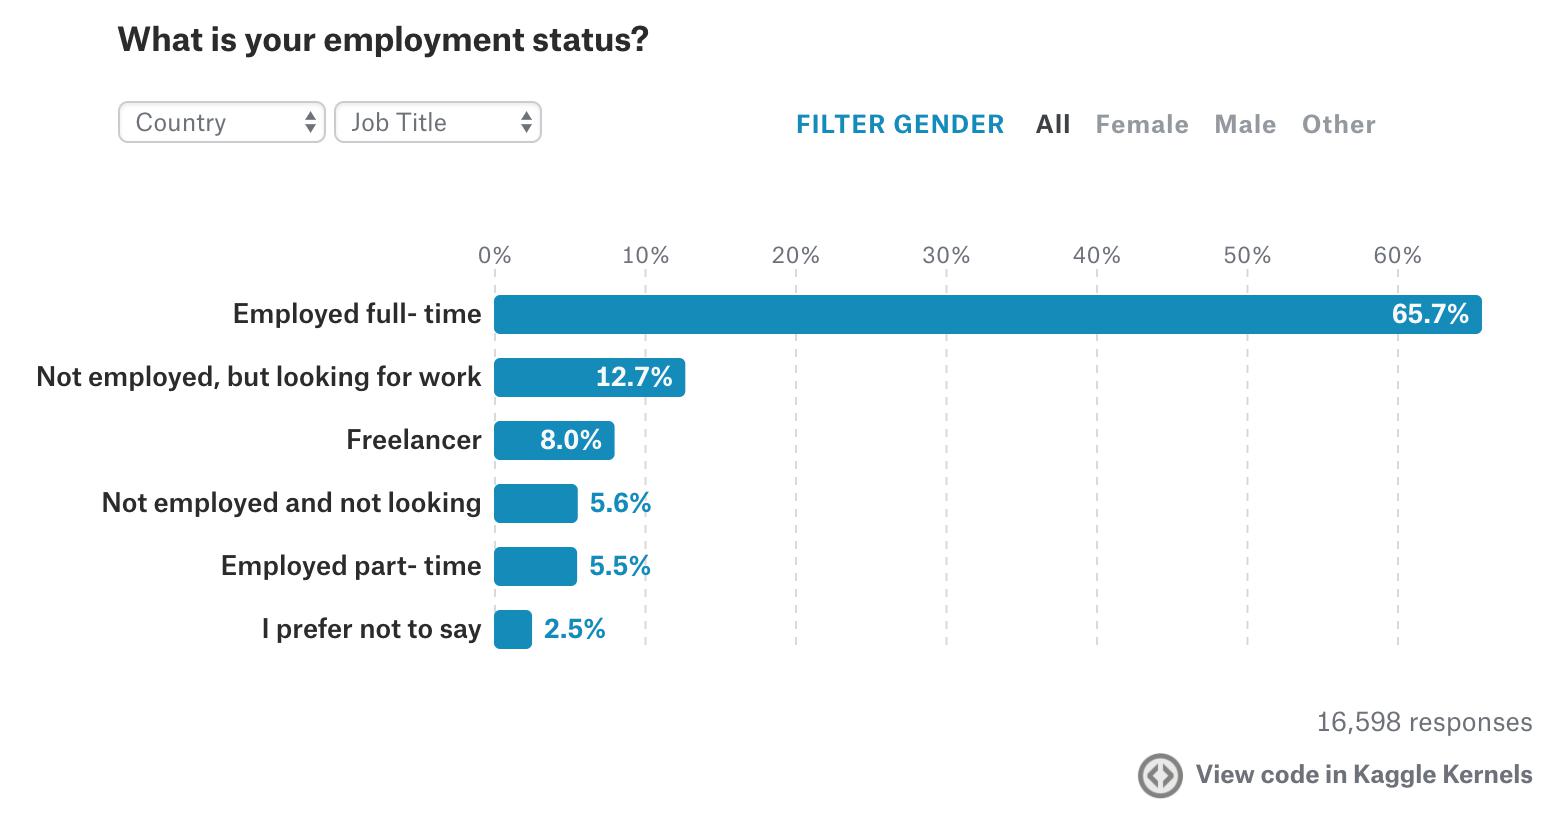 What is your employment status?
Country Job Title FILTER GENDER All Female Male Other
0% 10% 20% 30% 40% 50% 60%
Employed full- time 65.7%
Not employed, but looking for work 12.7%
Freelancer 8.0%
Not employed and not looking 5.6%
Employed part- time 5.5%
I prefer not to say 2.5%
16,598 responses
View code in Kaggle Kernels